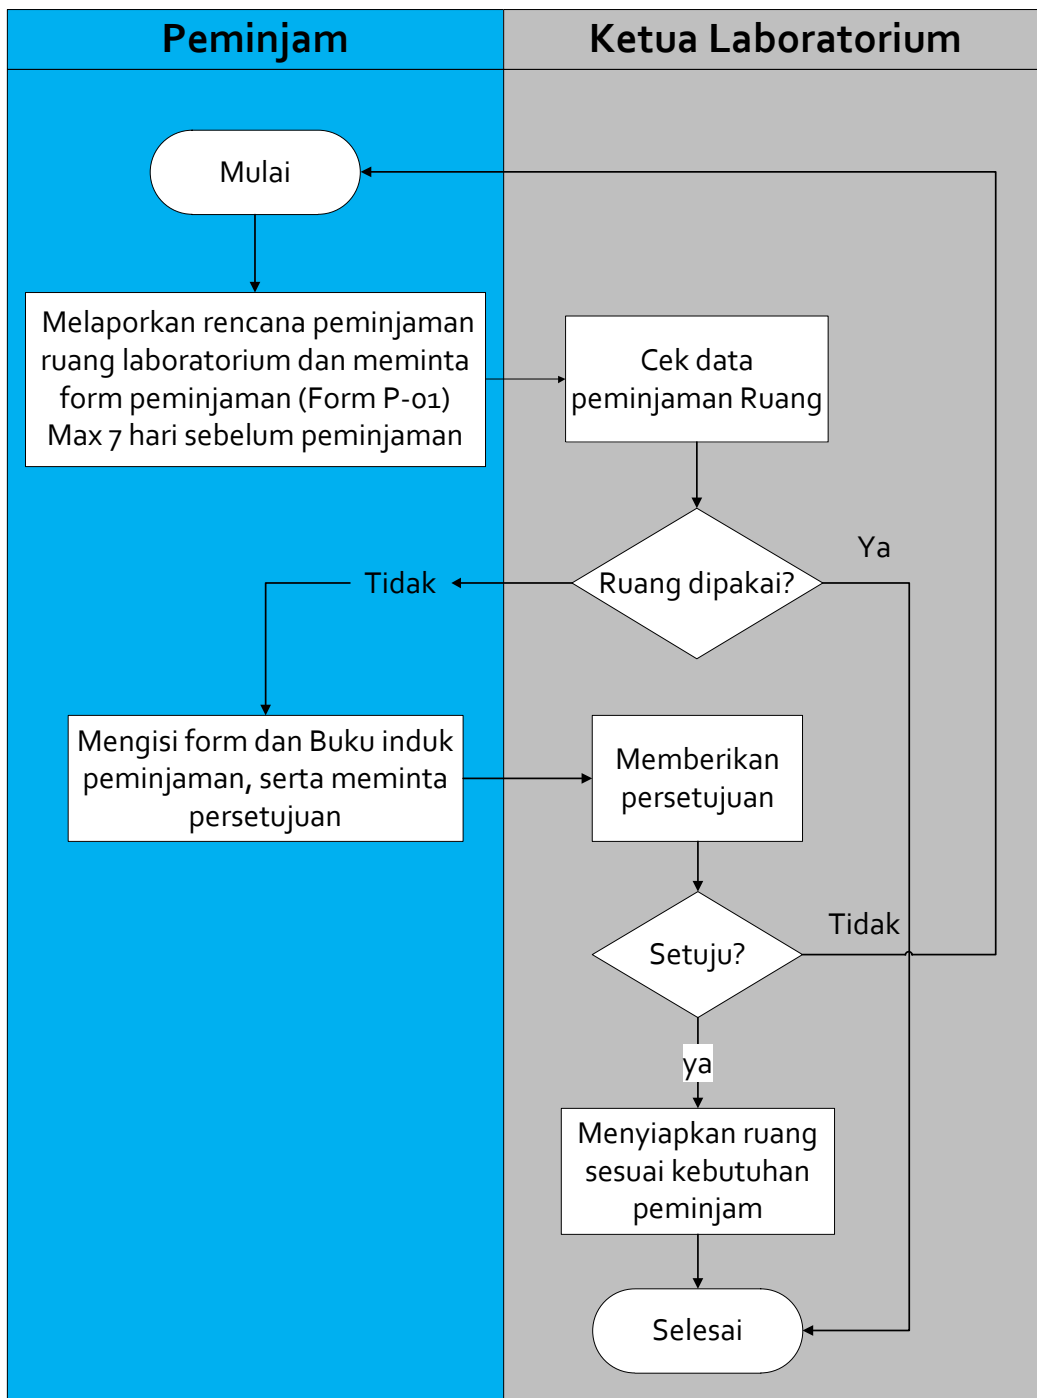 Peminjam
Ketua Laboratorium
Mulai
Melaporkan rencana peminjaman
ruang laboratorium dan meminta
form peminjaman (Form P-01)
Max 7 hari sebelum peminjaman
Cek data
peminjaman Ruang
Ya
Tidak
Ruang dipakai?
Mengisi form dan Buku induk
peminjaman, serta meminta
persetujuan
Memberikan
persetujuan
Tidak
Setuju?
ya
Menyiapkan ruang
sesuai kebutuhan
peminjam
Selesai